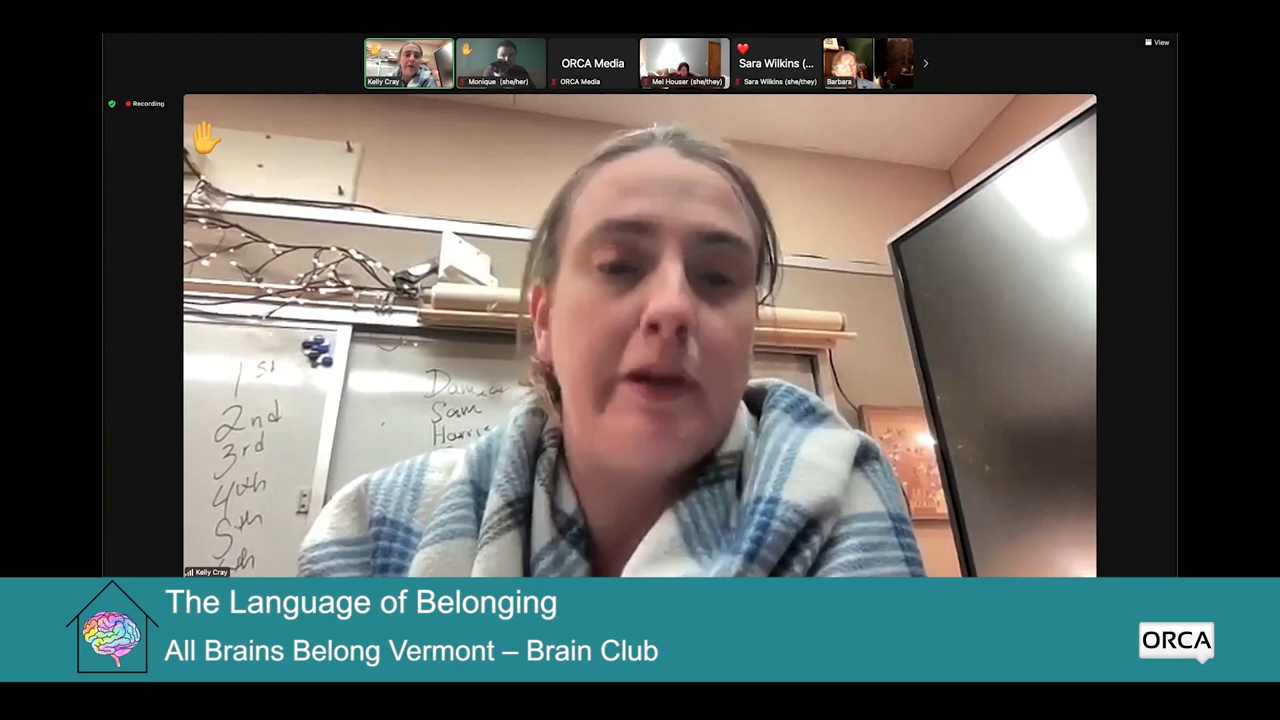 View
Kelly Cray
Monique (she/her)
ORCA Media
ORCA Media
Mel Houser (she/they)
Sara Wilkins (...
Sara Wilkins (she/they)
Barbara
Recording
1st
2nd
3rd
4th
5th
Sam
Kelly Cray
The Language of Belonging
All Brains Belong Vermont – Brain Club
ORCA